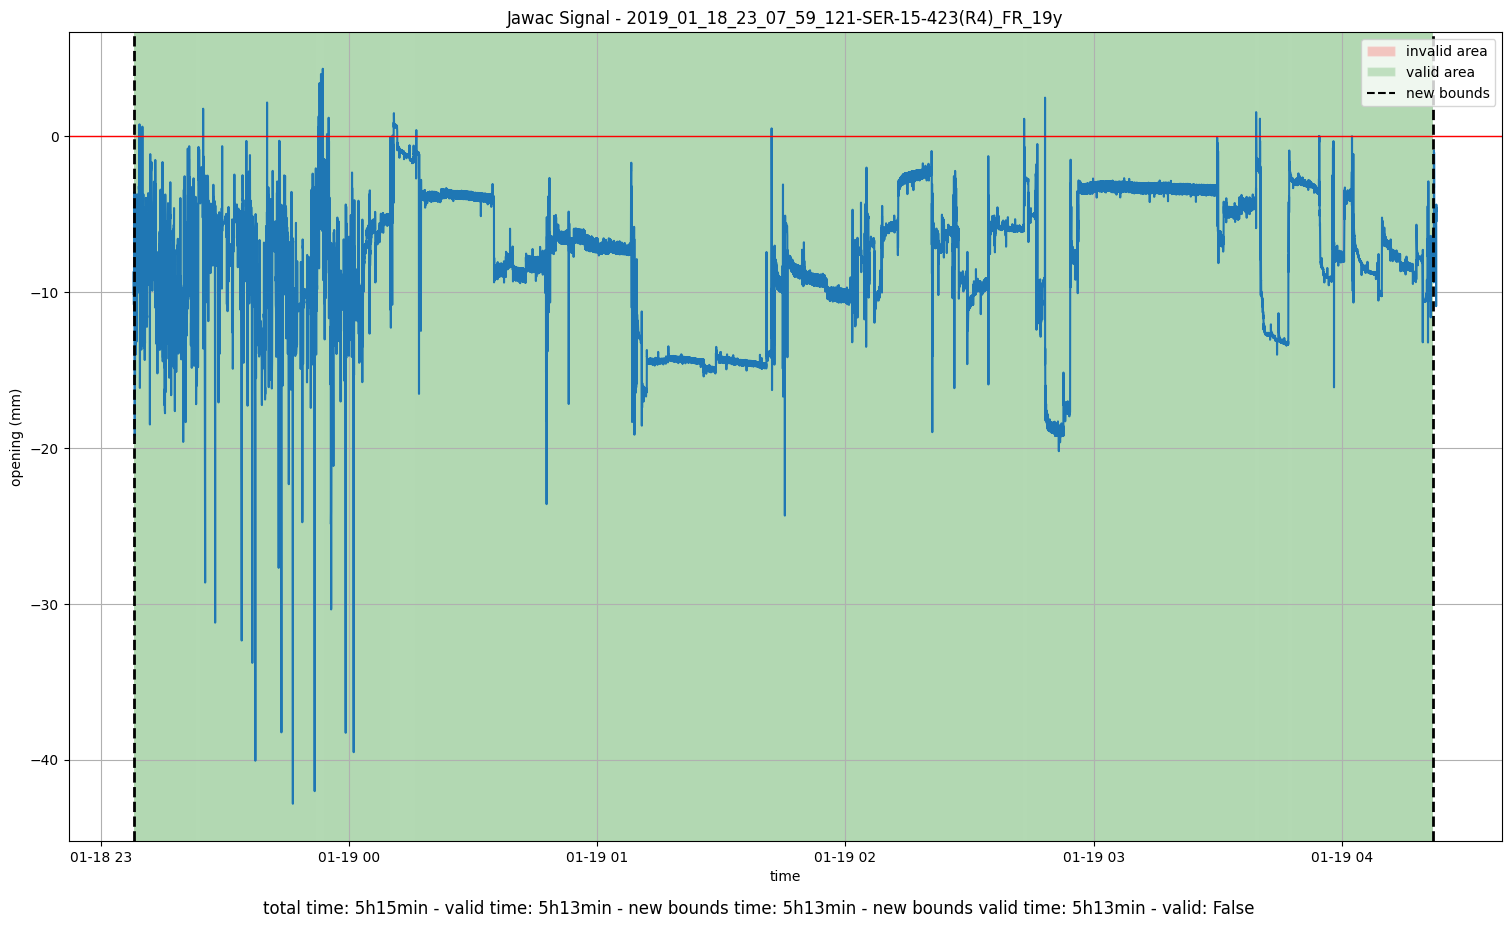 Jawac Signal - 2019_01_18_23_07_59_121-SER-15-423(R4)_FR_19y
invalid area
valid area
new bounds
0
−10
−20
−30
−40
opening (mm)
01-18 23
01-19 00
01-19 01
01-19 02
01-19 03
01-19 04
time
total time: 5h15min - valid time: 5h13min - new bounds time: 5h13min - new bounds valid time: 5h13min - valid: False